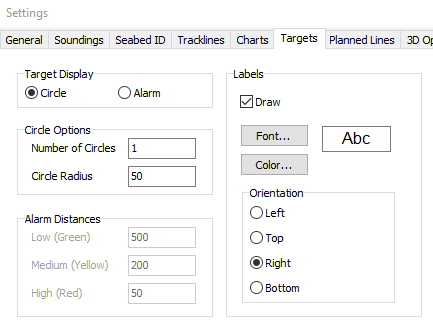 Settings
General Soundings Seabed ID Tracklines Charts Targets Planned Lines 3D Op
Target Display
Circle Alarm
Circle Options
Number of Circles 1
Circle Radius 50
Alarm Distances
Low (Green) 500
Medium (Yellow) 200
High (Red) 50
Labels
Draw
Font... Abc
Color...
Orientation
Left
Top
Right
Bottom